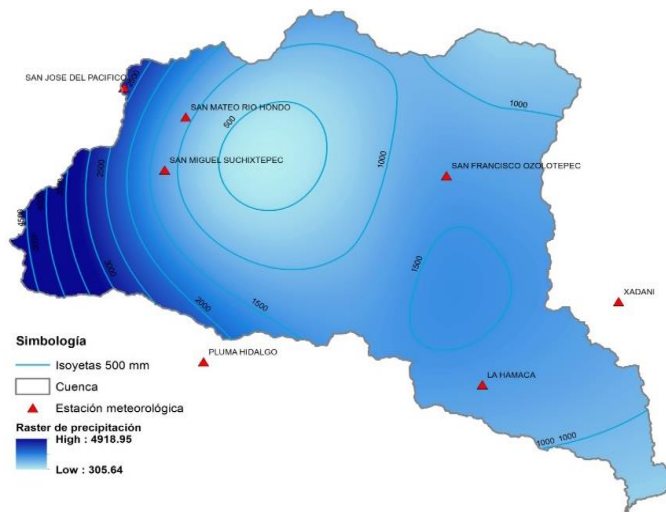 SAN JOSE DEL PACIFICO
1000
SAN MATEO RIO HONDO
500
2500
1000
SAN MIGUEL SUCHIXTEPEC
SAN FRANCISCO OZOLOTEPEC
4500
3000
1500
2000
1500
XADANI
Simbología
Isoyetas 500 mm
Cuenca
Estación meteorológica
Raster de precipitación
High : 4918.95
Low : 305.64
PLUMA HIDALGO
LA HAMACA
1000
1000